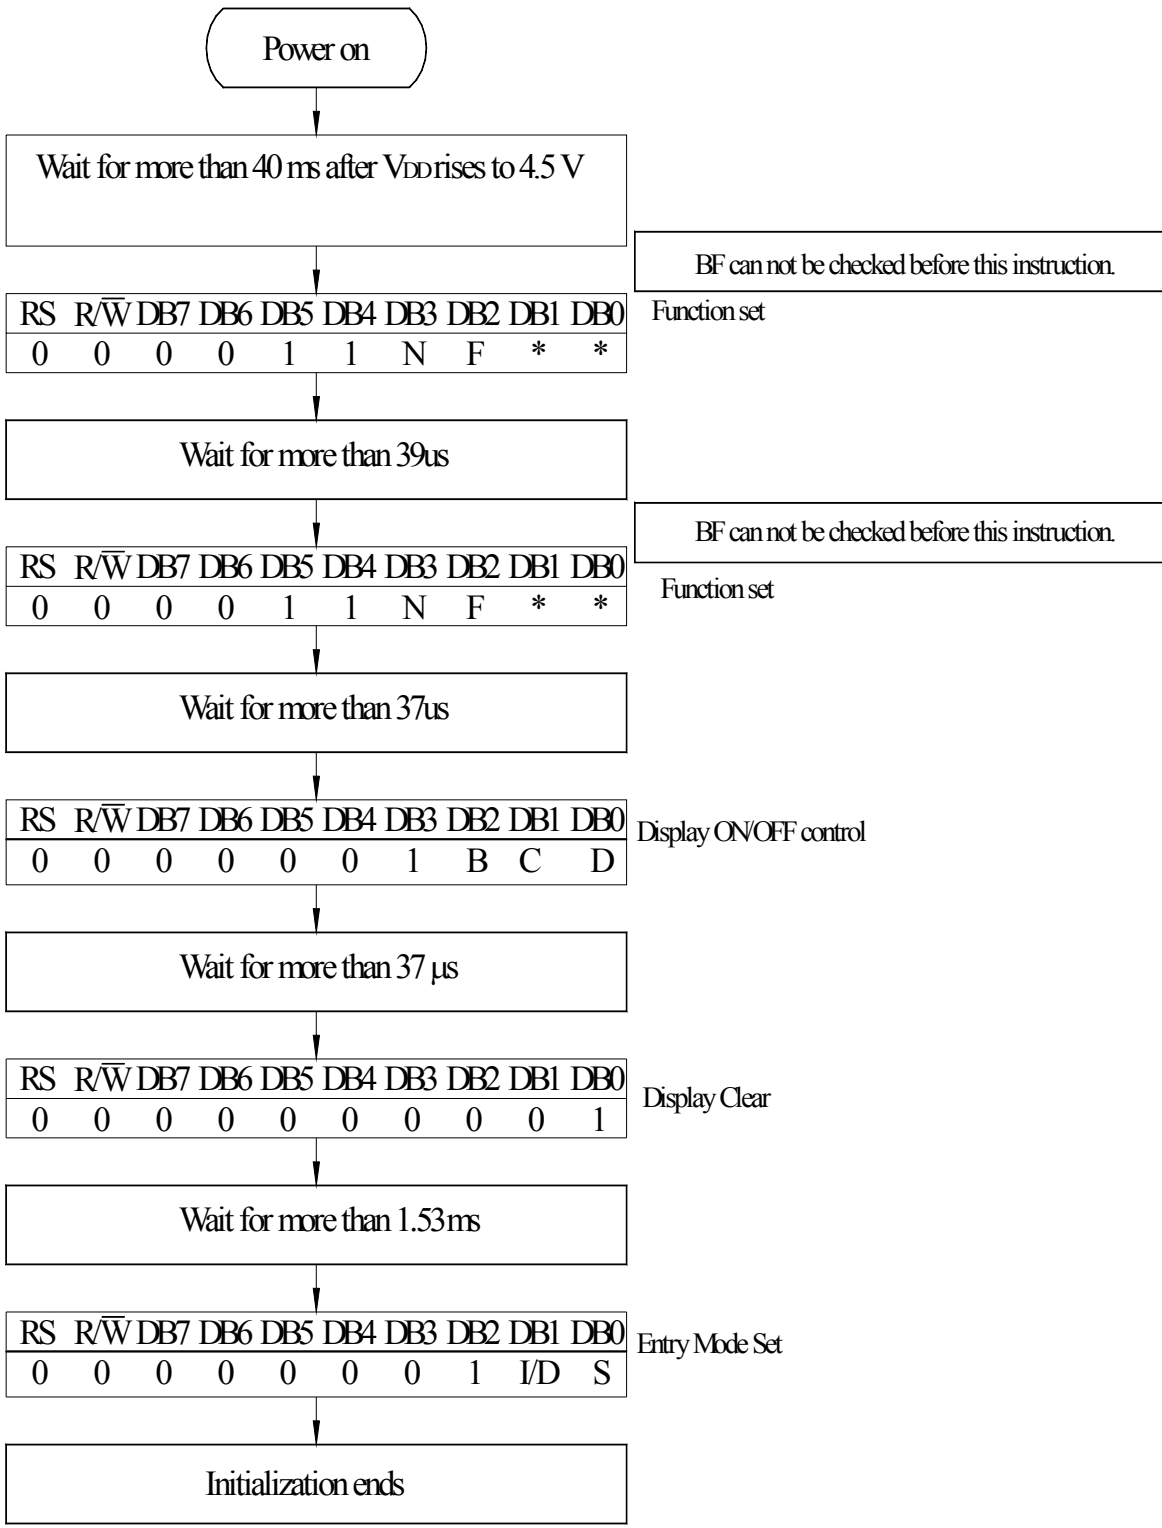 Power on
Wait for more than 40 ms after VDD rises to 4.5 V
BF can not be checked before this instruction.
RS R/W̅ DB7 DB6 DB5 DB4 DB3 DB2 DB1 DB0
Function set
0 0 0 0 1 1 N F * *
Wait for more than 39us
BF can not be checked before this instruction.
RS R/W̅ DB7 DB6 DB5 DB4 DB3 DB2 DB1 DB0
Function set
0 0 0 0 1 1 N F * *
Wait for more than 37us
RS R/W̅ DB7 DB6 DB5 DB4 DB3 DB2 DB1 DB0
Display ON/OFF control
0 0 0 0 0 0 1 B C D
Wait for more than 37 μs
RS R/W̅ DB7 DB6 DB5 DB4 DB3 DB2 DB1 DB0
Display Clear
0 0 0 0 0 0 0 0 0 1
Wait for more than 1.53ms
RS R/W̅ DB7 DB6 DB5 DB4 DB3 DB2 DB1 DB0
Entry Mode Set
0 0 0 0 0 0 0 1 I/D S
Initialization ends